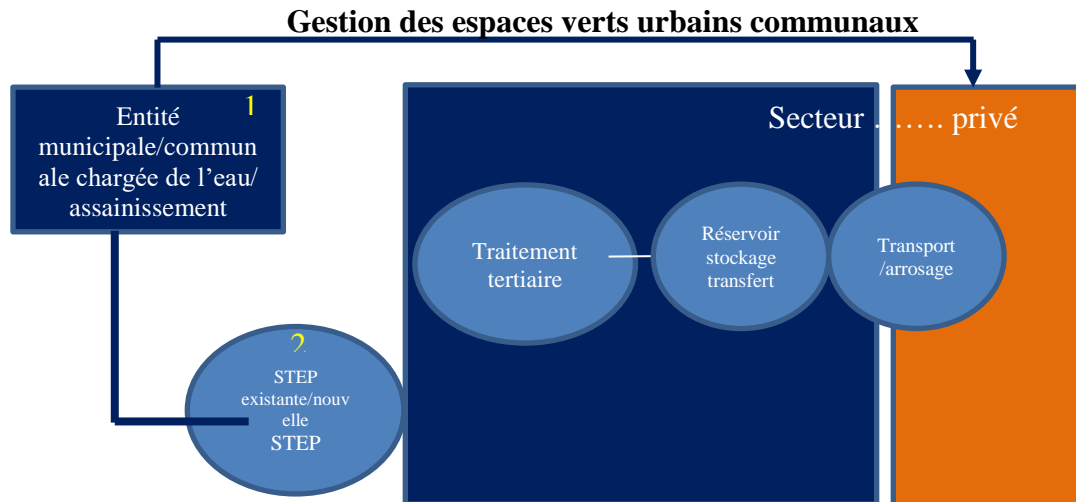 Gestion des espaces verts urbains communaux
1
Entité
municipale/commun
ale chargée de l’eau/
assainissement
Secteur ……. privé
Traitement
tertiaire
Réservoir
stockage
transfert
Transport
/arrosage
2
STEP
existante/nouv
elle
STEP